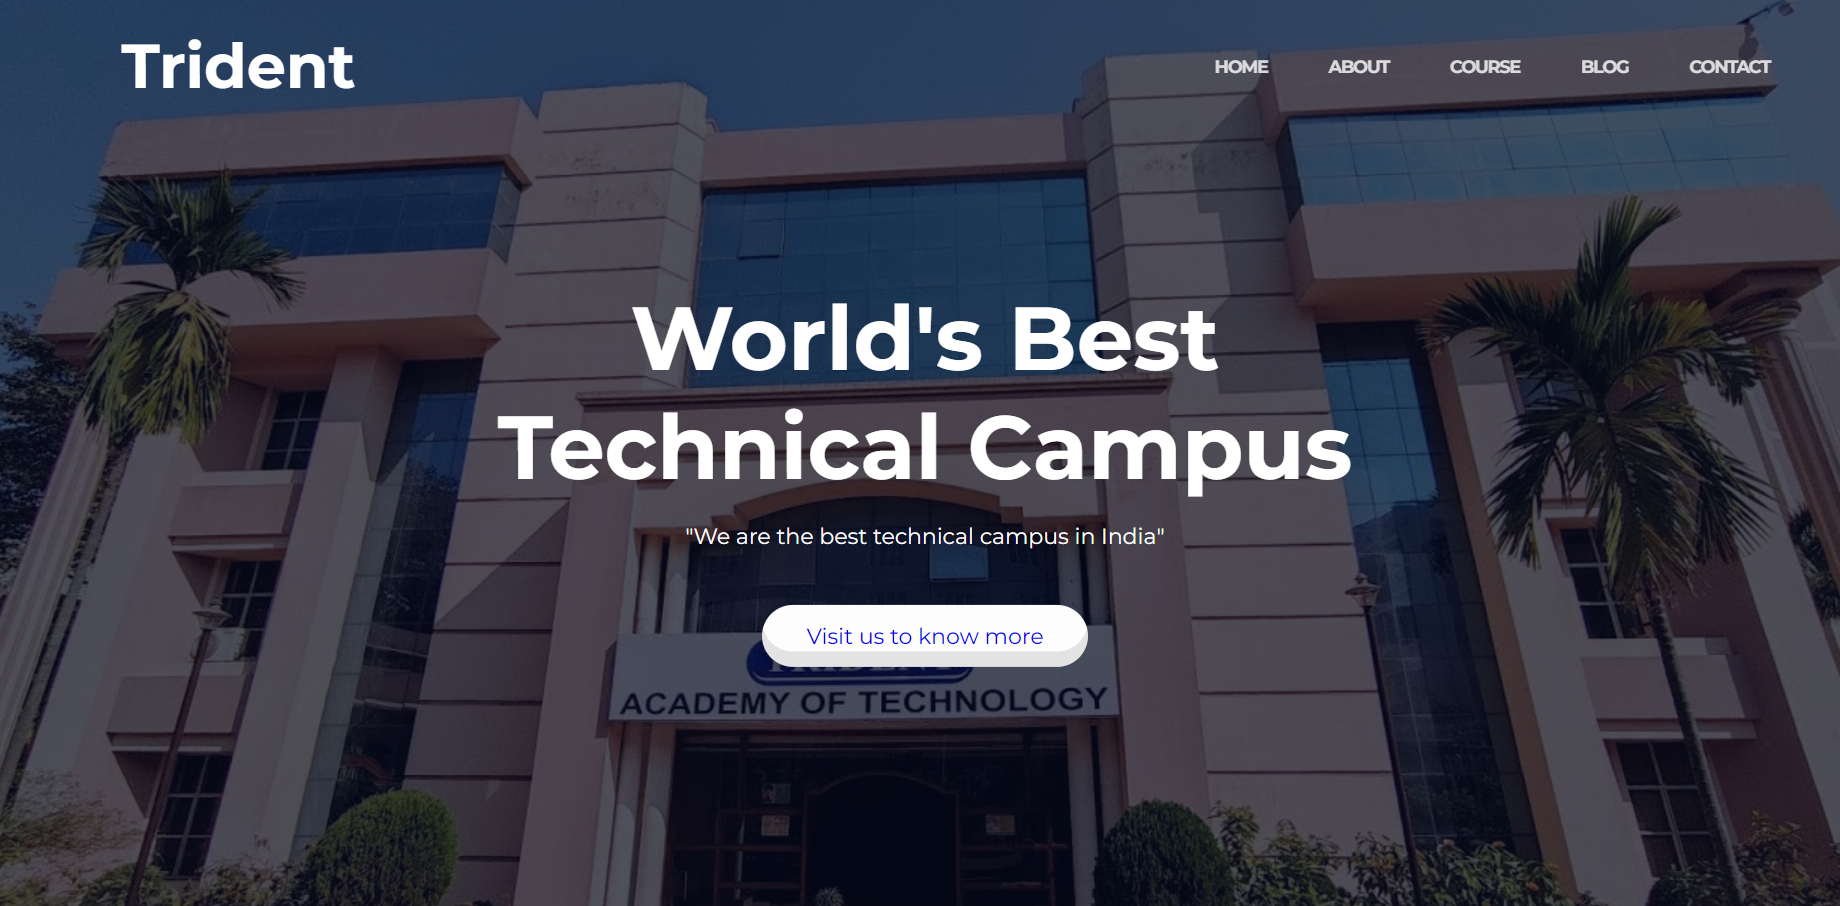 Trident
HOME ABOUT COURSE BLOG CONTACT
World's Best
Technical Campus
"We are the best technical campus in India"
Visit us to know more
ACADEMY OF TECHNOLOGY